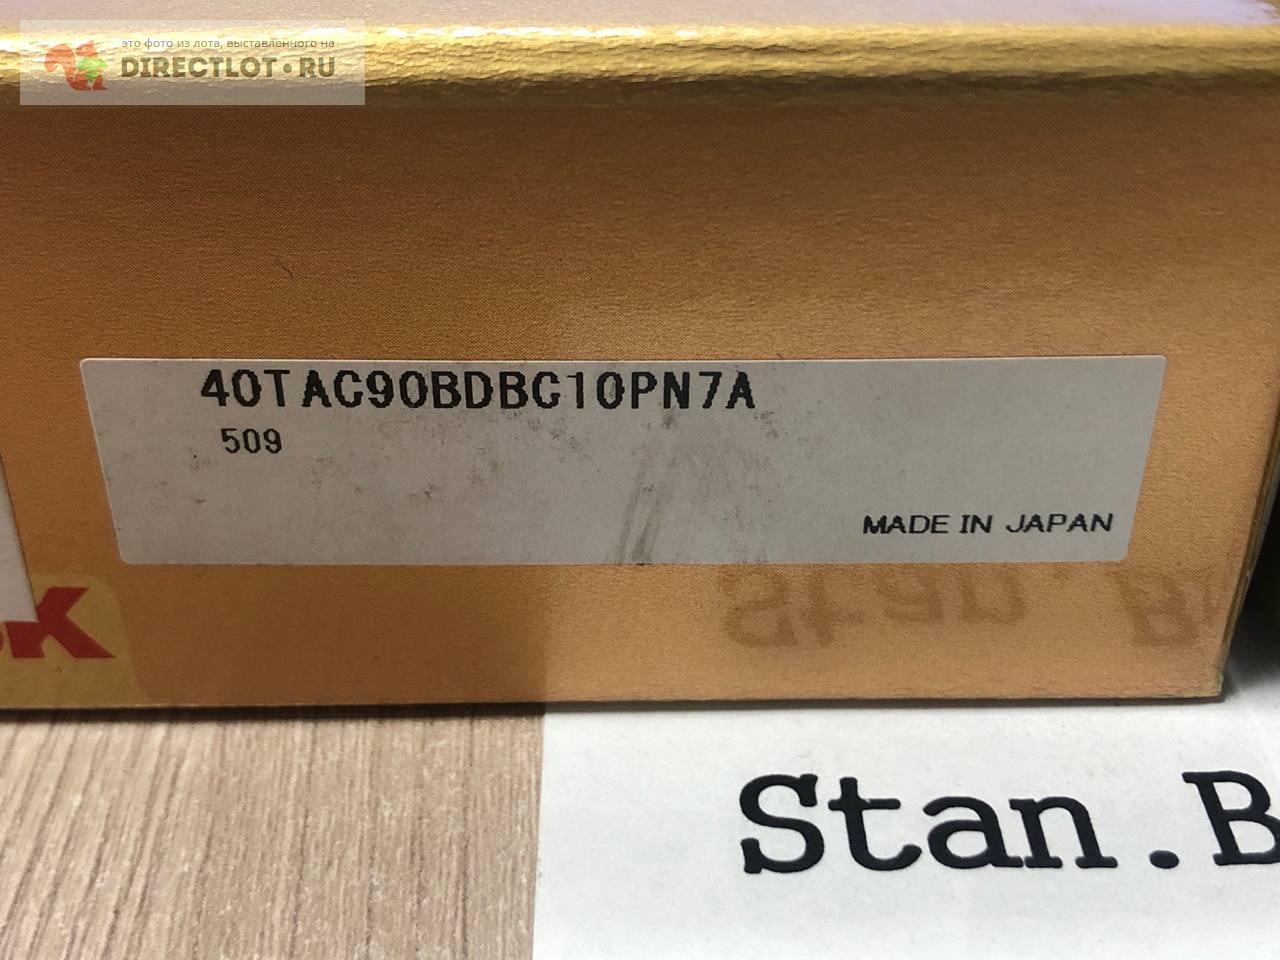 это фото из лота, выставленного на
DIRECTLOT.RU
40TAC90BDBC10PN7A
509
MADE IN JAPAN
Stan.B